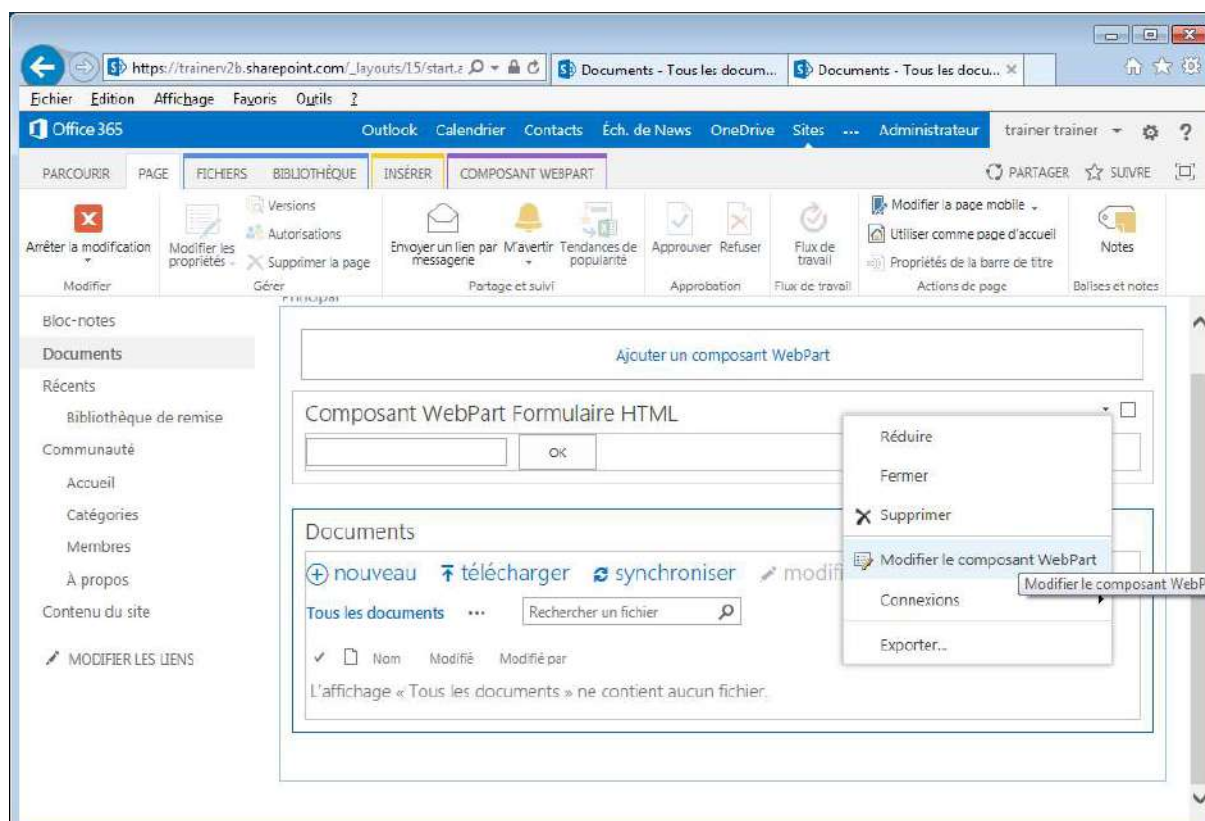 https://trainerv2b.sharepoint.com/_layouts/15/start.a
Documents - Tous les docum...
Documents - Tous les docu...
Fichier Edition Affichage Favoris Outils ?
Office 365
Outlook Calendrier Contacts Éch. de News OneDrive Sites ... Administrateur trainer trainer ?
PARCOURIR PAGE FICHIERS BIBLIOTHÈQUE INSÉRER COMPOSANT WEBPART PARTAGER SUIVRE
Arrêter la modification
Modifier les propriétés
Versions
Autorisations
Supprimer la page
Envoyer un lien par messagerie
M'avertir
Tendances de popularité
Approuver
Refuser
Flux de travail
Modifier la page mobile
Utiliser comme page d'accueil
Propriétés de la barre de titre
Notes
Modifier
Gérer
Partage et suivi
Approbation
Flux de travail
Actions de page
Balises et notes
Principal
Bloc-notes
Documents
Récents
Bibliothèque de remise
Communauté
Accueil
Catégories
Membres
À propos
Contenu du site
MODIFIER LES LIENS
Ajouter un composant WebPart
Composant WebPart Formulaire HTML
OK
Documents
nouveau télécharger synchroniser modifi
Tous les documents ... Rechercher un fichier
Nom Modifié Modifié par
L'affichage « Tous les documents » ne contient aucun fichier.
Réduire
Fermer
Supprimer
Modifier le composant WebPart
Modifier le composant WebP
Connexions
Exporter...